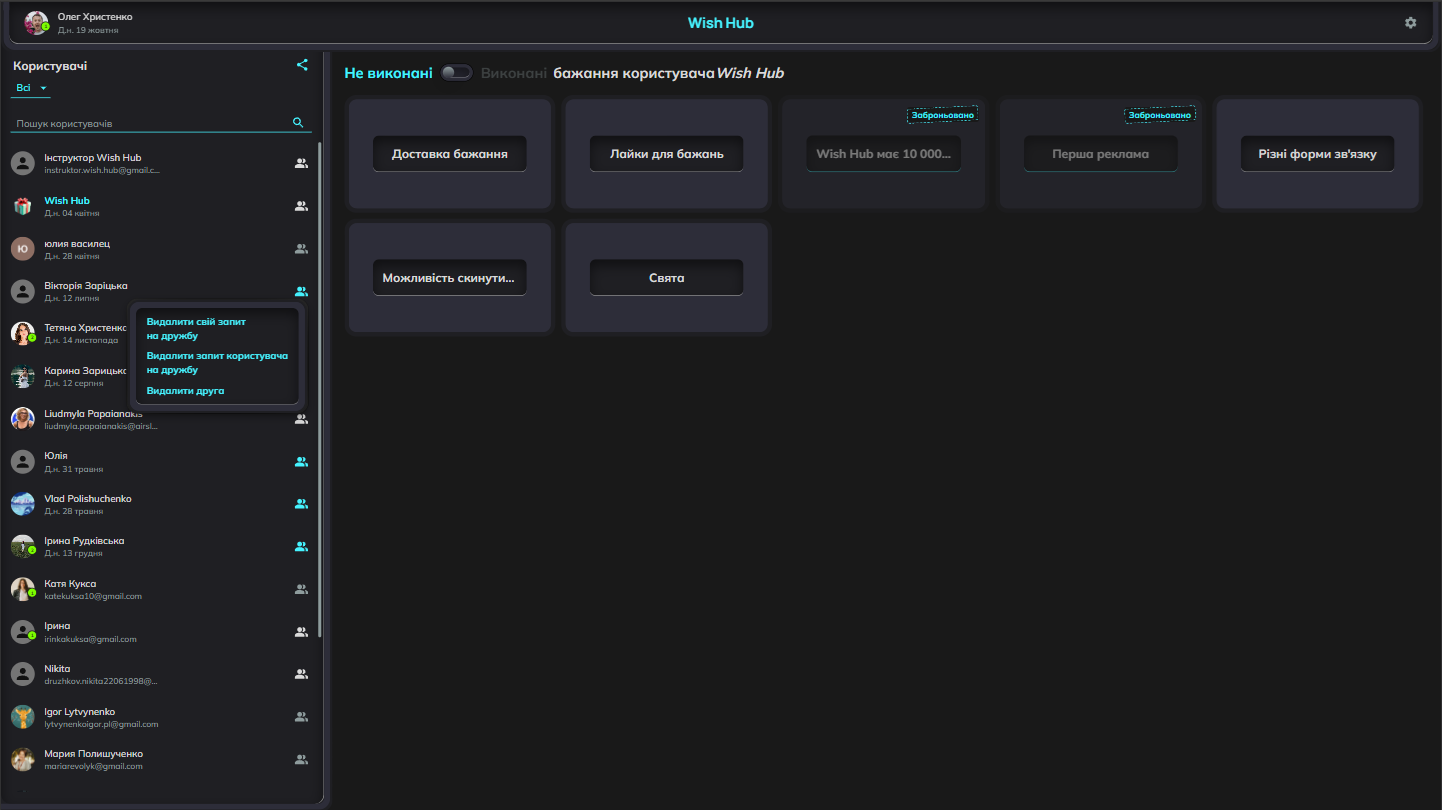 Олег Христенко
Д.н. 19 жовтня
Wish Hub
Користувачі
Всі
Пошук користувачів
Інструктор Wish Hub
instruktor.wish.hub@gmail.c...
Wish Hub
Д.н. 04 квітня
Ю
юлия василец
Д.н. 28 квітня
Вікторія Заріцька
Д.н. 12 липня
Тетяна Христенко
Д.н. 14 листопада
Карина Зарицька
Д.н. 12 серпня
Видалити свій запит
на дружбу
Видалити запит користувача
на дружбу
Видалити друга
Liudmyla Papaianakis
liudmyla.papaianakis@airsl...
Юлія
Д.н. 31 травня
Vlad Polishuchenko
Д.н. 28 травня
Ірина Рудківська
Д.н. 13 грудня
Катя Кукса
katekuksa10@gmail.com
Ірина
irinkakuksa@gmail.com
Nikita
druzhkov.nikita22061998@...
Igor Lytvynenko
lytvynenkoigor.pl@gmail.com
Мария Полишученко
mariarevolyk@gmail.com
Не виконані Виконані бажання користувача Wish Hub
Доставка бажання
Лайки для бажань
Заброньовано
Wish Hub має 10 000...
Заброньовано
Перша реклама
Різні форми зв'язку
Можливість скинути...
Свята